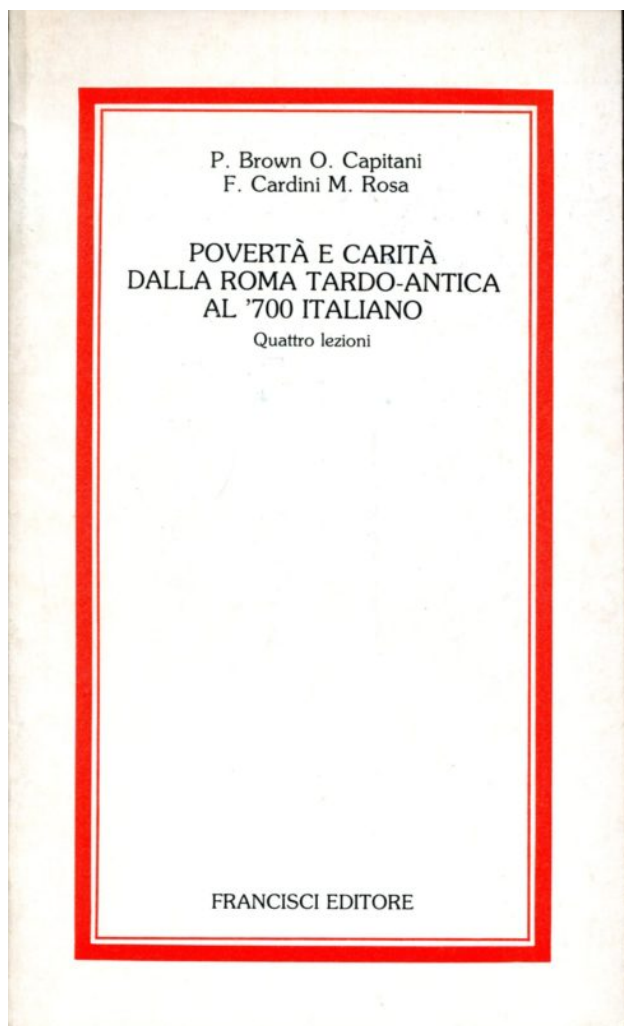 P. Brown O. Capitani
F. Cardini M. Rosa
POVERTÀ E CARITÀ
DALLA ROMA TARDO-ANTICA
AL '700 ITALIANO
Quattro lezioni
FRANCISCI EDITORE